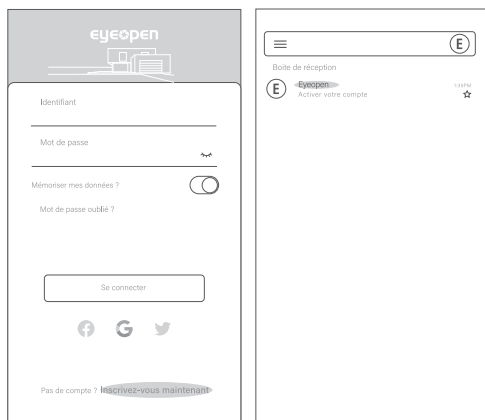 eyeopen
Identifiant
Mot de passe
Mémoriser mes données ?
Mot de passe oublié ?
Se connecter
G
Pas de compte ? Inscrivez-vous maintenant
E
Boite de réception
E
Eyeopen
1:35PM
Activer votre compte